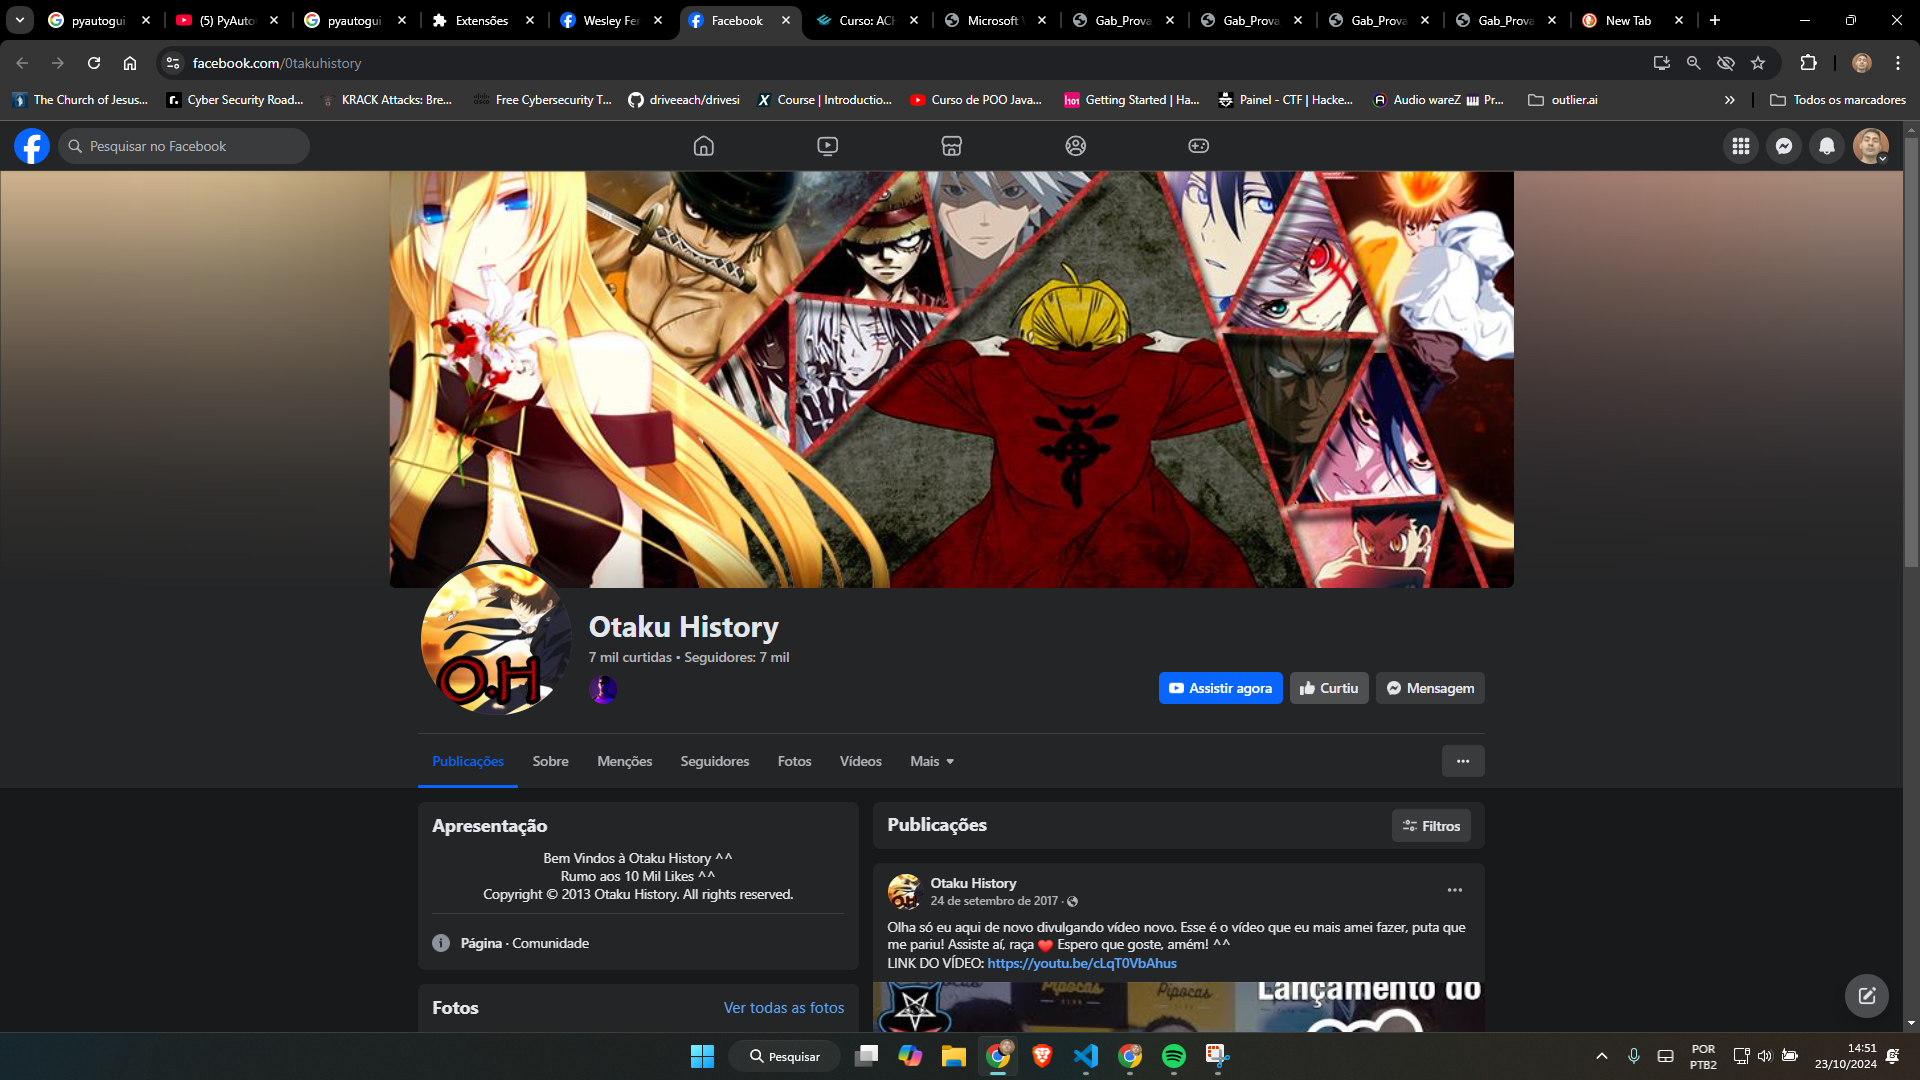 pyautogui
(5) PyAuto
pyautogui
Extensões
Wesley Fer
Facebook
Curso: ACH
Microsoft
Gab_Prova
Gab_Prova
Gab_Prova
Gab_Prova
New Tab
facebook.com/0takuhistory
The Church of Jesus...
Cyber Security Road...
KRACK Attacks: Bre...
Free Cybersecurity T...
driveeach/drivesi
Course | Introductio...
Curso de POO Java...
Getting Started | Ha...
Painel - CTF | Hacke...
Audio wareZ 🎹 Pr...
outlier.ai
Todos os marcadores
Pesquisar no Facebook
O.H
Otaku History
7 mil curtidas • Seguidores: 7 mil
Assistir agora
Curtiu
Mensagem
Publicações
Sobre
Menções
Seguidores
Fotos
Vídeos
Mais
Apresentação
Bem Vindos à Otaku History ^^
Rumo aos 10 Mil Likes ^^
Copyright © 2013 Otaku History. All rights reserved.
Página · Comunidade
Fotos
Ver todas as fotos
Publicações
Filtros
Otaku History
24 de setembro de 2017 ·
Olha só eu aqui de novo divulgando vídeo novo. Esse é o vídeo que eu mais amei fazer, puta que
me pariu! Assiste aí, raça ❤️ Espero que goste, amém! ^^
LINK DO VÍDEO: https://youtu.be/cLqT0VbAhus
Pipocas
Pipocas
Lançamento do
Pesquisar
POR
PTB2
14:51
23/10/2024